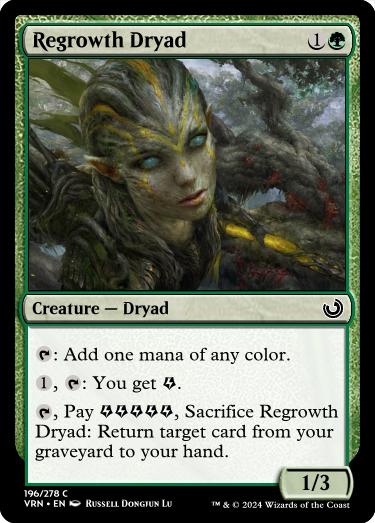 Regrowth Dryad 1
Creature — Dryad
: Add one mana of any color.
1, : You get .
, Pay , Sacrifice Regrowth
Dryad: Return target card from your
graveyard to your hand.
1/3
196/278 C
VRN • EN Russell Dongjun Lu
™ & © 2024 Wizards of the Coast